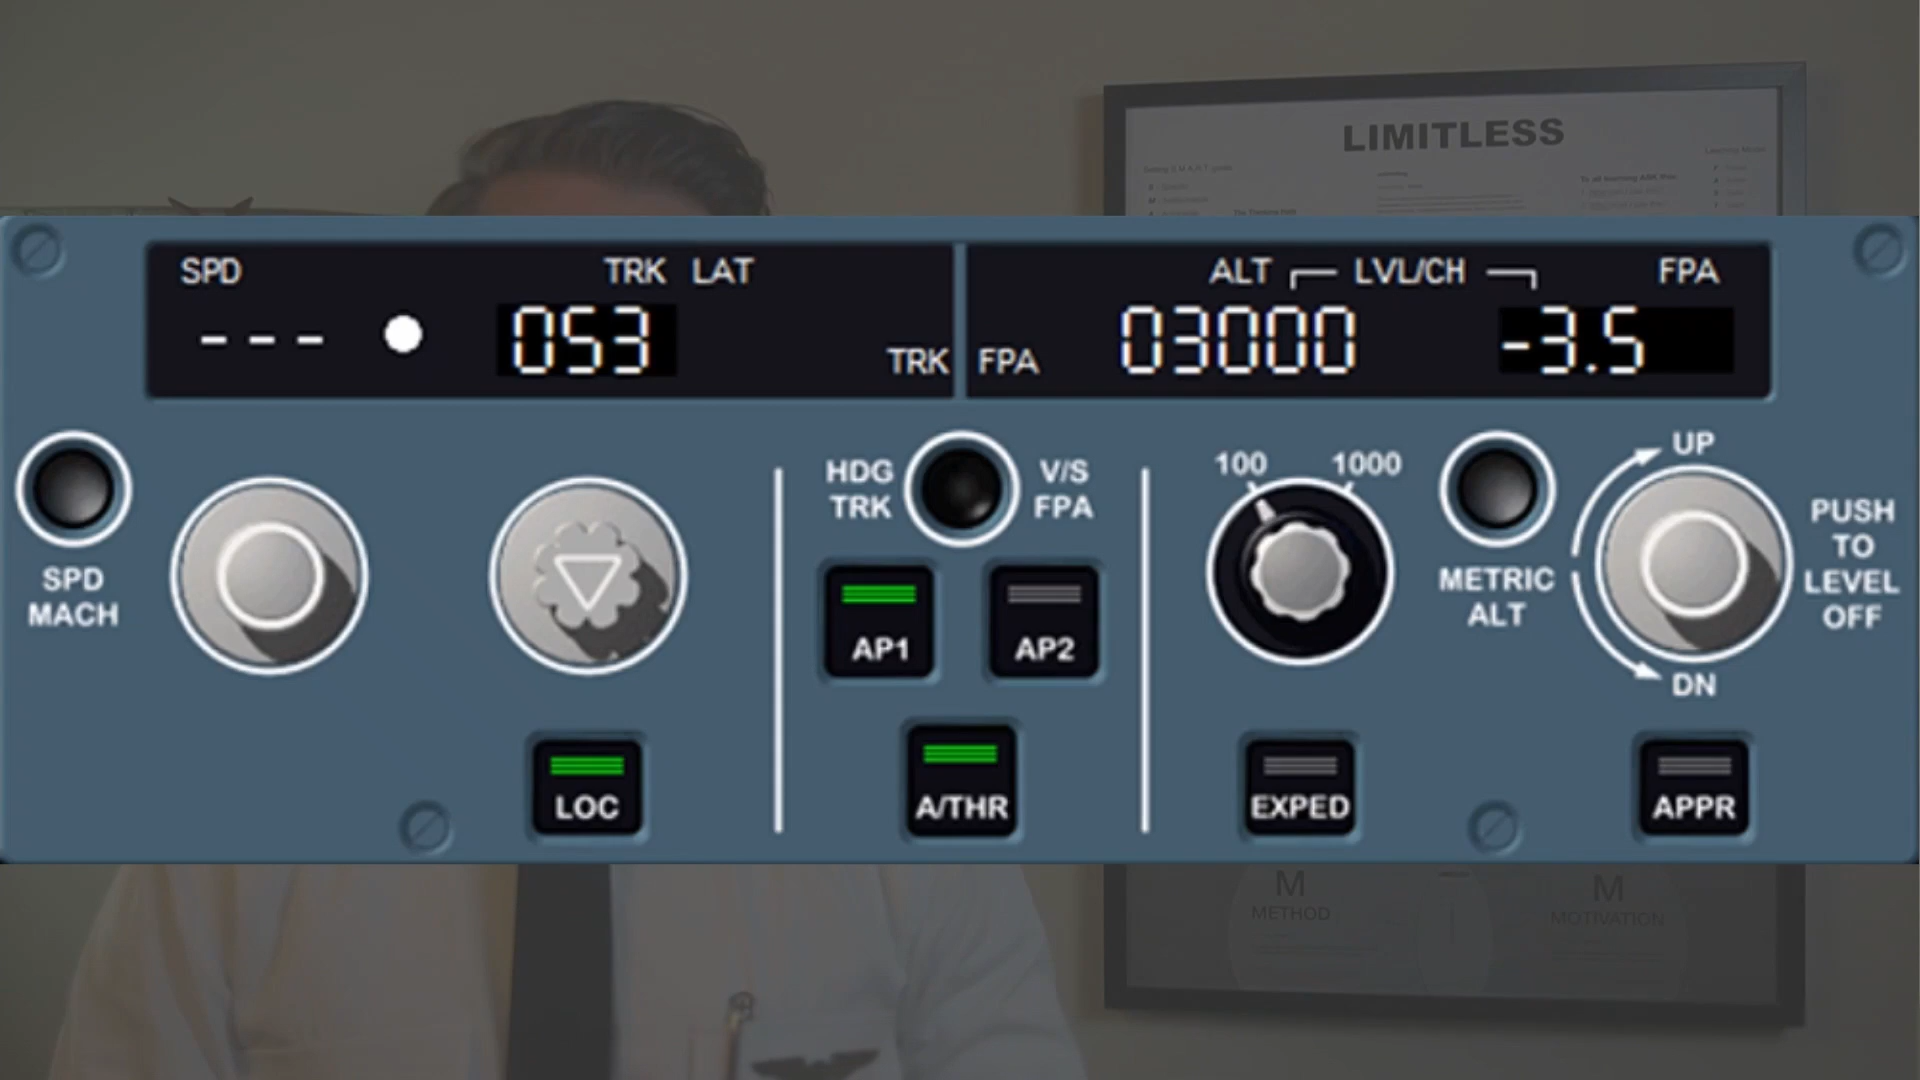 LIMITLESS
SPD TRK LAT
--- 053
TRK
ALT LVL/CH FPA
FPA 03000 -3.5
SPD
MACH
HDG
TRK
V/S
FPA
AP1
AP2
LOC
A/THR
100 1000
METRIC
ALT
UP
PUSH
TO
LEVEL
OFF
DN
EXPED
APPR
M
METHOD
M
MOTIVATION